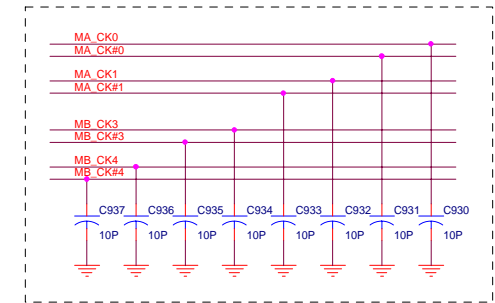 MA_CK0
MA_CK#0
MA_CK1
MA_CK#1
MB_CK3
MB_CK#3
MB_CK4
MB_CK#4
C937 C936 C935 C934 C933 C932 C931 C930
10P 10P 10P 10P 10P 10P 10P 10P